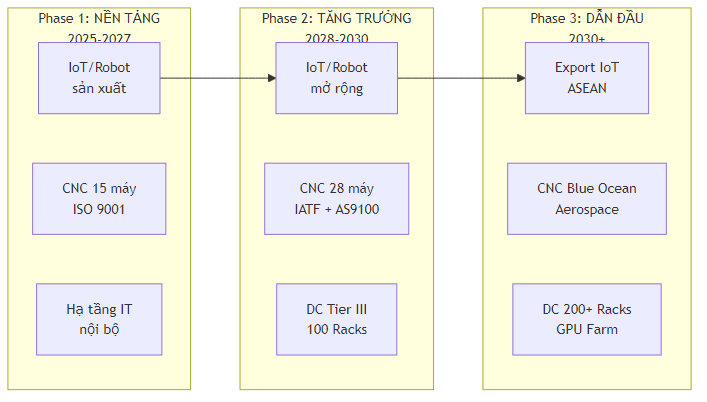 Phase 1: NỀN TẢNG
2025-2027
IoT/Robot
sản xuất
CNC 15 máy
ISO 9001
Hạ tầng IT
nội bộ
Phase 2: TĂNG TRƯỞNG
2028-2030
IoT/Robot
mở rộng
CNC 28 máy
IATF + AS9100
DC Tier III
100 Racks
Phase 3: DẪN ĐẦU
2030+
Export IoT
ASEAN
CNC Blue Ocean
Aerospace
DC 200+ Racks
GPU Farm